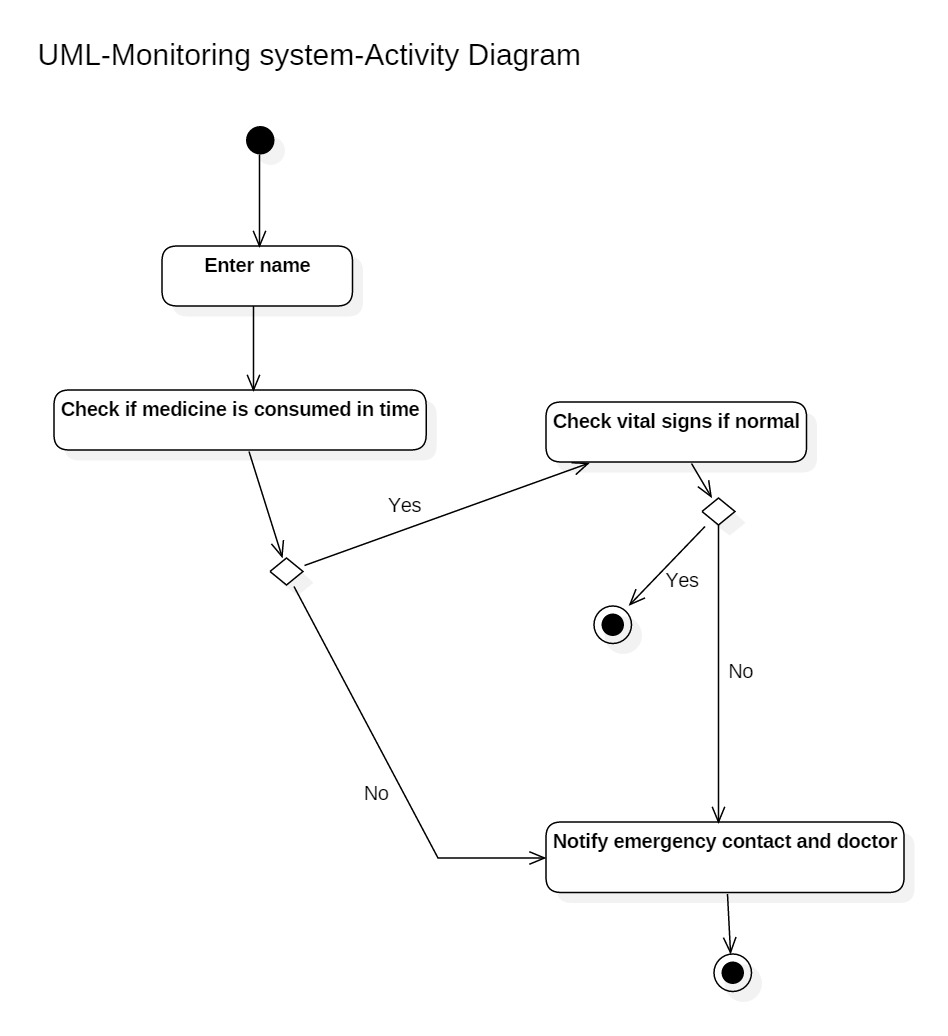 UML-Monitoring system-Activity Diagram
Enter name
Check if medicine is consumed in time
Check vital signs if normal
Yes
Yes
No
No
Notify emergency contact and doctor